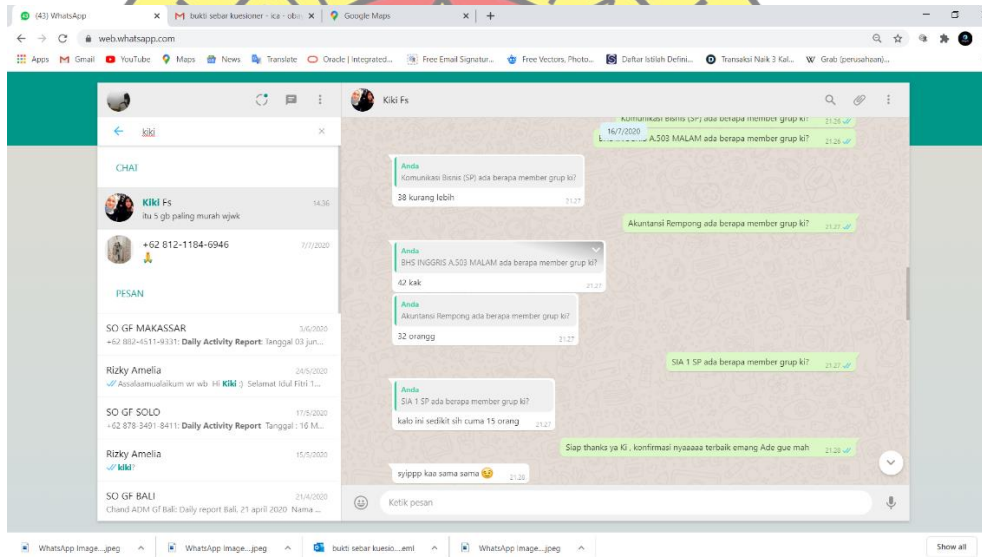 (43) WhatsApp
bukti sebar kuesioner - ica - oba
Google Maps
web.whatsapp.com
Apps Gmail YouTube Maps News Translate Oracle | Integrated... Free Email Signatur... Free Vectors, Photo... Daftar Istilah Defini... Transaksi Naik 3 Kal... Grab (perusahaan)...
Kiki Fs
kiki
CHAT
Kiki Fs 14.36
itu 5 gb paling murah wjwk
+62 812-1184-6946 7/7/2020
PESAN
SO GF MAKASSAR 3/6/2020
+62 882-4511-9331: Daily Activity Report: Tanggal 03 jun...
Rizky Amelia 24/5/2020
Assalaamualaikum wr wb Hi Kiki :) Selamat Idul Fitri 1...
SO GF SOLO 17/5/2020
+62 878-3491-8411: Daily Activity Report Tanggal : 16 M...
Rizky Amelia 15/5/2020
kiki?
SO GF BALI 21/4/2020
Chand ADM Gf Bali: Daily report Bali. 21 april 2020 Nama ...
Komunikasi Bisnis (SP) ada berapa member grup ki? 21.26
16/7/2020
A.503 MALAM ada berapa member grup ki? 21.26
Anda
Komunikasi Bisnis (SP) ada berapa member grup ki?
38 kurang lebih 21.27
Akuntansi Rempong ada berapa member grup ki? 21.27
Anda
BHS INGGRIS A.503 MALAM ada berapa member grup ki?
42 kak 21.27
Anda
Akuntansi Rempong ada berapa member grup ki?
32 orangg 21.27
SIA 1 SP ada berapa member grup ki? 21.27
Anda
SIA 1 SP ada berapa member grup ki?
kalo ini sedikit sih cuma 15 orang 21.27
Siap thanks ya Ki , konfirmasi nyaaaaa terbaik emang Ade gue mah 21.28
syippp kaa sama sama 21.28
Ketik pesan
WhatsApp Image....jpeg
WhatsApp Image....jpeg
bukti sebar kuesio....eml
WhatsApp Image....jpeg
Show all